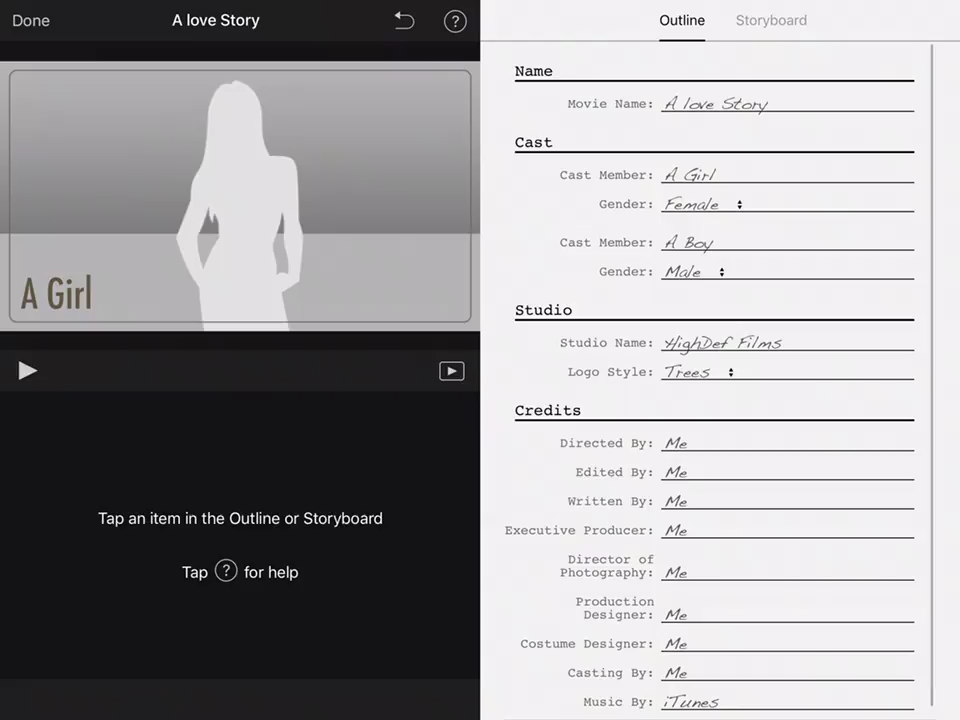 Done
A love Story
?
A Girl
Tap an item in the Outline or Storyboard
Tap ? for help
Outline Storyboard
Name
Movie Name: A love Story
Cast
Cast Member: A Girl
Gender: Female
Cast Member: A Boy
Gender: Male
Studio
Studio Name: HighDef Films
Logo Style: Trees
Credits
Directed By: Me
Edited By: Me
Written By: Me
Executive Producer: Me
Director of
Photography: Me
Production
Designer: Me
Costume Designer: Me
Casting By: Me
Music By: iTunes